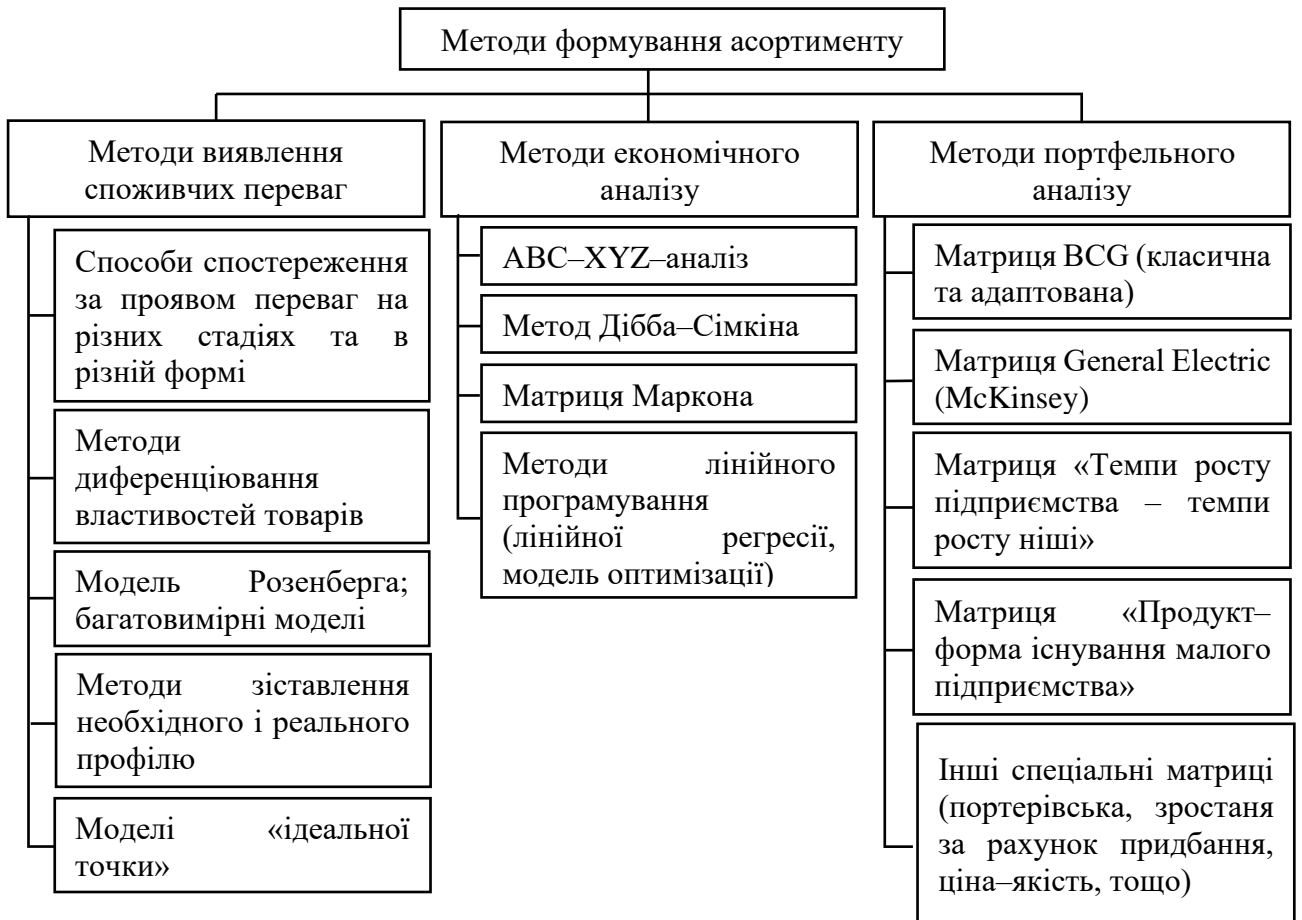 Методи формування асортименту
Методи виявлення
споживчих переваг
Способи спостереження
за проявом переваг на
різних стадіях та в
різній формі
Методи
диференціювання
властивостей товарів
Модель Розенберга;
багатовимірні моделі
Методи зіставлення
необхідного і реального
профілю
Моделі «ідеальної
точки»
Методи економічного
аналізу
АВС–XYZ–аналіз
Метод Дібба–Сімкіна
Матриця Маркона
Методи лінійного
програмування
(лінійної регресії,
модель оптимізації)
Методи портфельного
аналізу
Матриця BCG (класична
та адаптована)
Матриця General Electric
(McKinsey)
Матриця «Темпи росту
підприємства – темпи
росту ніші»
Матриця «Продукт–
форма існування малого
підприємства»
Інші спеціальні матриці
(портерівська, зростаня
за рахунок придбання,
ціна–якість, тощо)